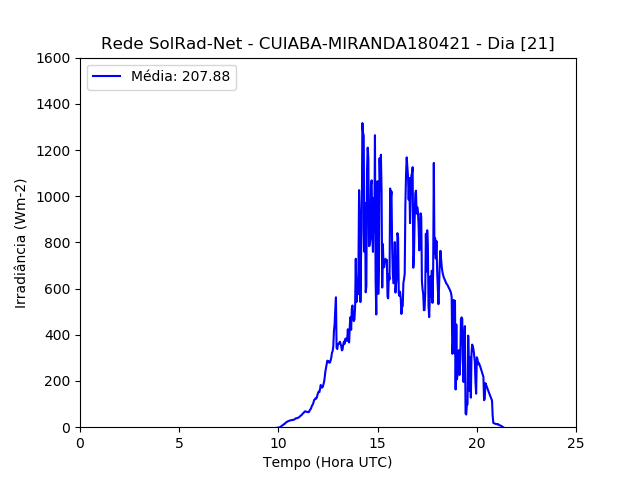 Rede SolRad-Net - CUIABA-MIRANDA180421 - Dia [21]
Média: 207.88
Irradiância (Wm-2)
1600
1400
1200
1000
800
600
400
200
0
0 5 10 15 20 25
Tempo (Hora UTC)